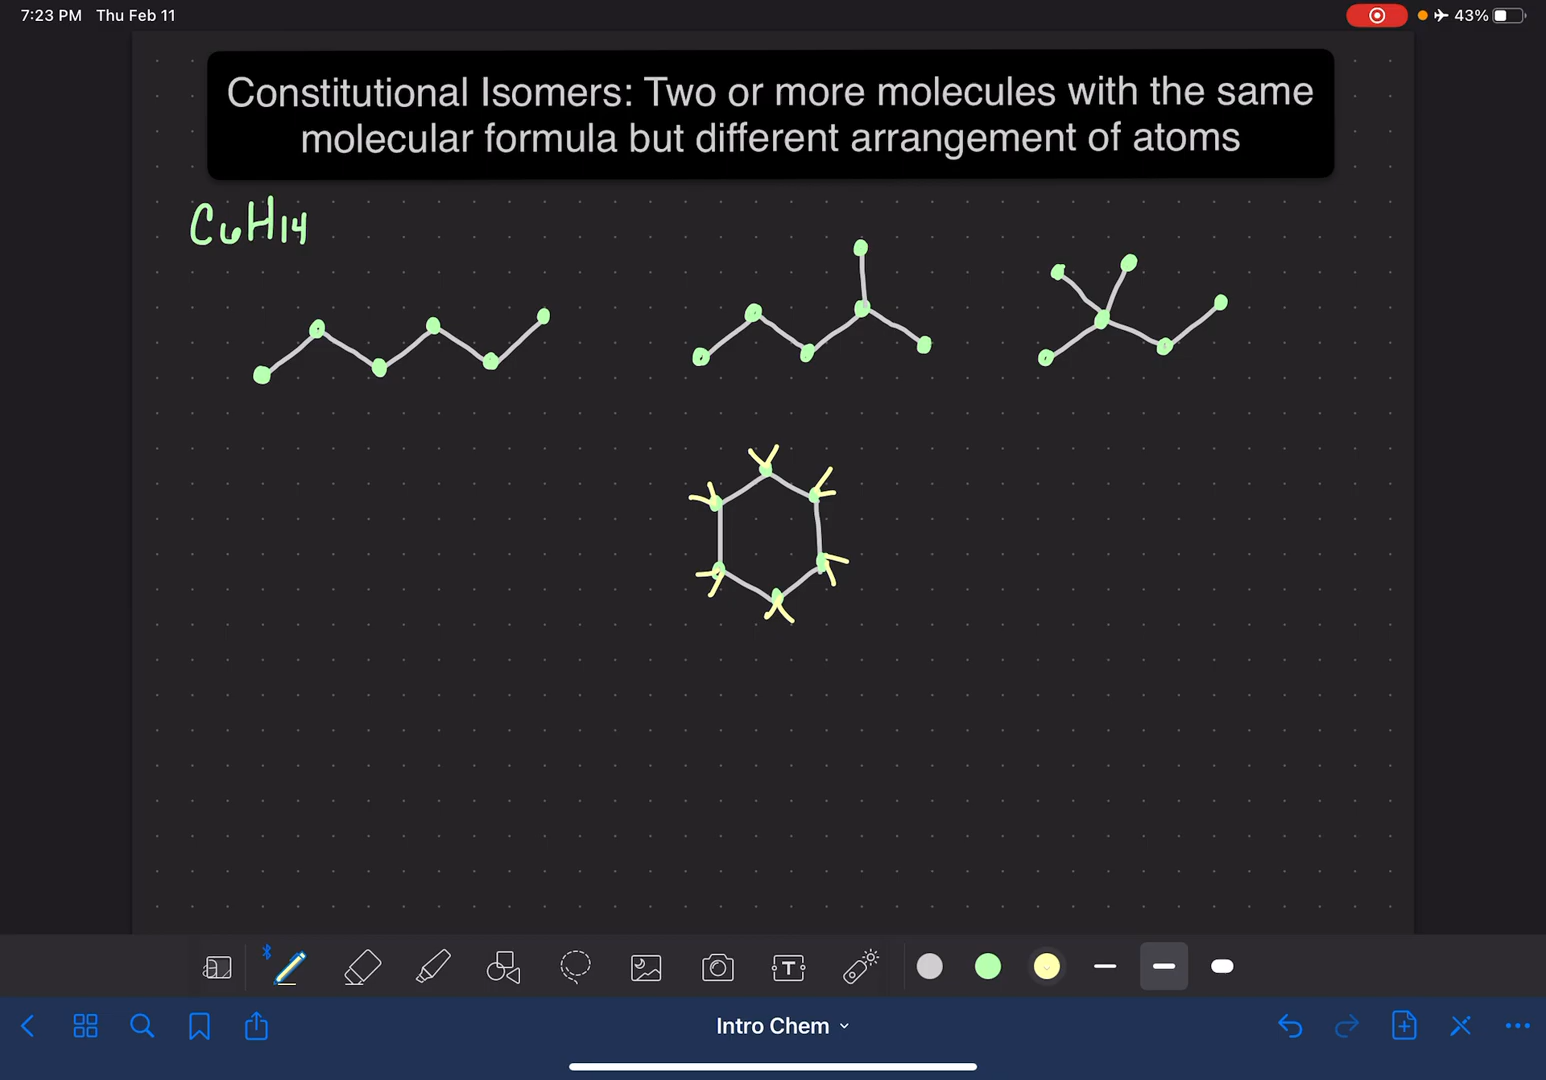 7:23 PM Thu Feb 11
43%
Constitutional Isomers: Two or more molecules with the same
molecular formula but different arrangement of atoms
C6H14
T
Intro Chem